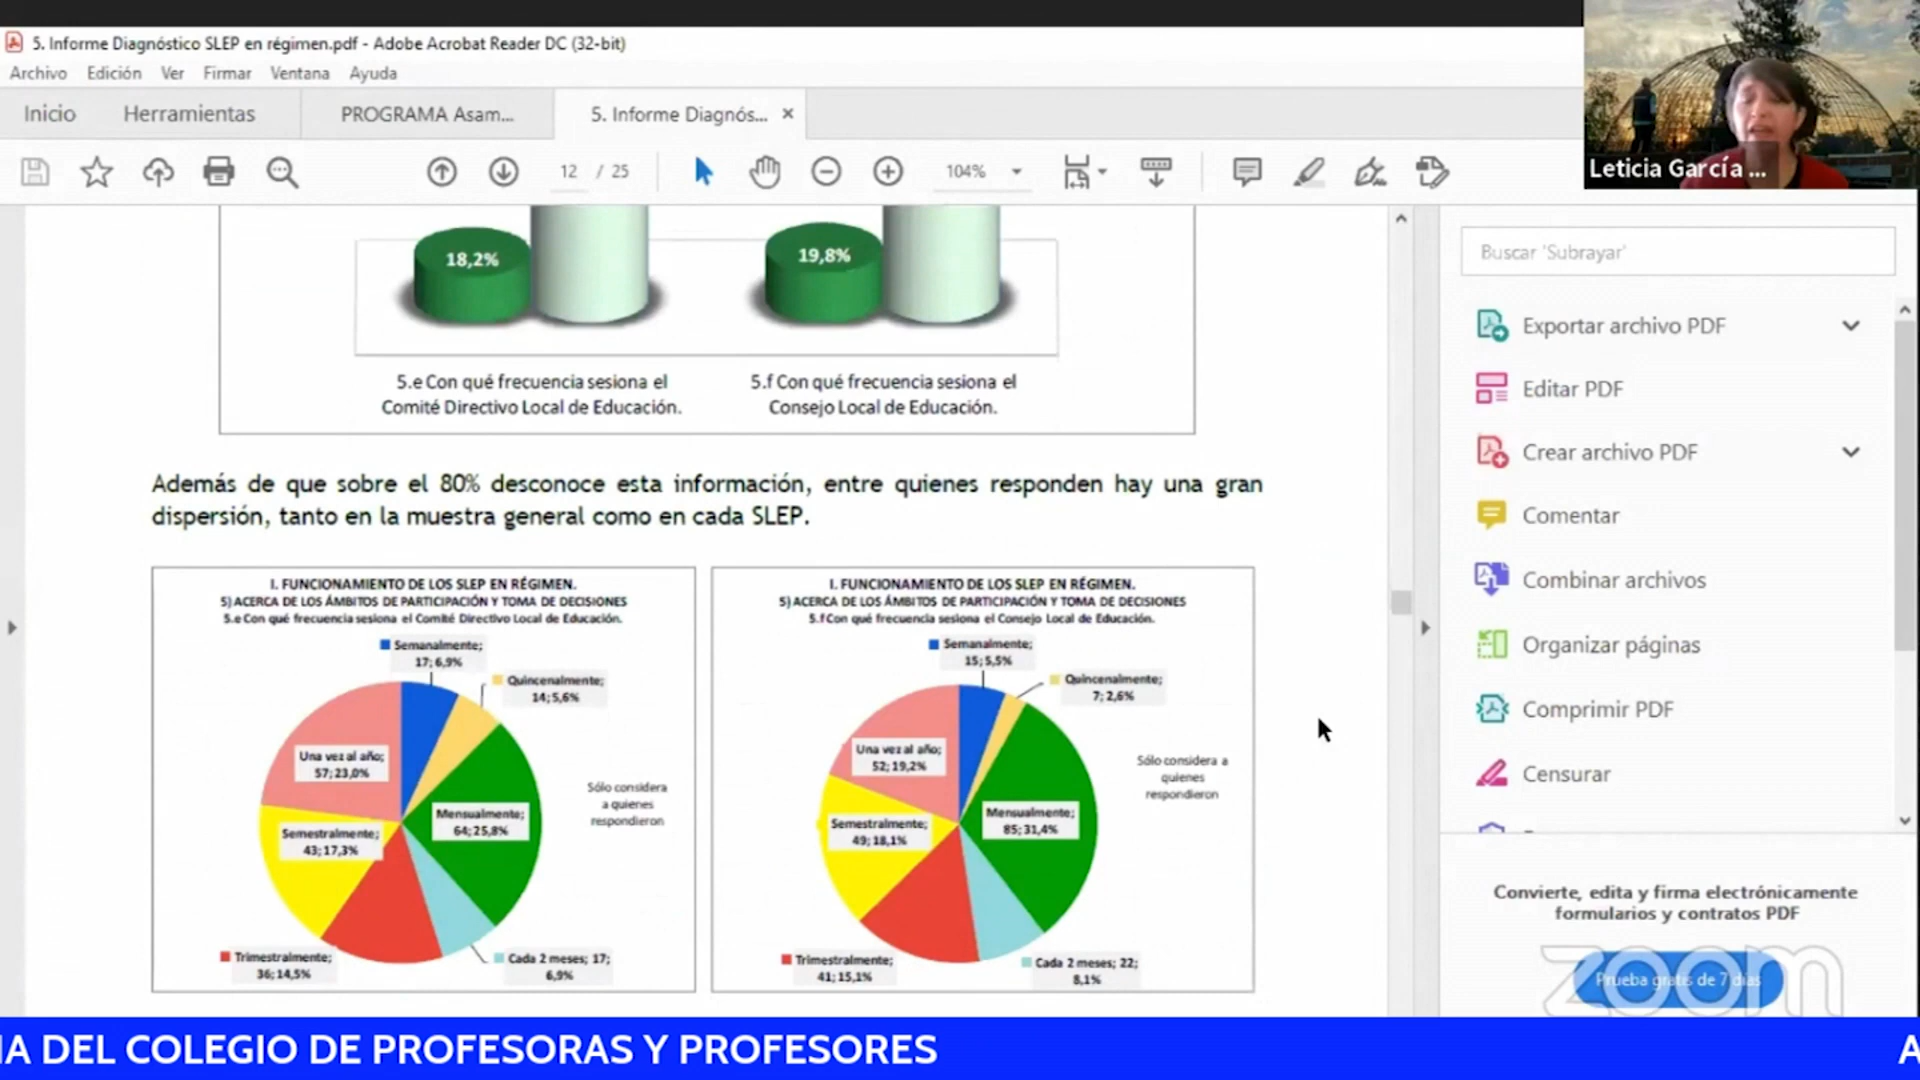 5. Informe Diagnóstico SLEP en régimen.pdf - Adobe Acrobat Reader DC (32-bit)
Archivo Edición Ver Firmar Ventana Ayuda
Inicio Herramientas PROGRAMA Asam... 5. Informe Diagnós... ×
12 / 25 104%
Leticia García ...
18,2% 19,8%
5.e Con qué frecuencia sesiona el
Comité Directivo Local de Educación.
5.f Con qué frecuencia sesiona el
Consejo Local de Educación.
Además de que sobre el 80% desconoce esta información, entre quienes responden hay una gran
dispersión, tanto en la muestra general como en cada SLEP.
I. FUNCIONAMIENTO DE LOS SLEP EN RÉGIMEN.
5) ACERCA DE LOS ÁMBITOS DE PARTICIPACIÓN Y TOMA DE DECISIONES
5.e Con qué frecuencia sesiona el Comité Directivo Local de Educación.
Semanalmente;
17; 6,9%
Quincenalmente;
14; 5,6%
Una vez al año;
57; 23,0%
Mensualmente;
64; 25,8%
Semestralmente;
43; 17,3%
Sólo considera
a quienes
respondieron
Trimestralmente;
36; 14,5%
Cada 2 meses; 17;
6,9%
I. FUNCIONAMIENTO DE LOS SLEP EN RÉGIMEN.
5) ACERCA DE LOS ÁMBITOS DE PARTICIPACIÓN Y TOMA DE DECISIONES
5.f Con qué frecuencia sesiona el Consejo Local de Educación.
Semanalmente;
15; 5,5%
Quincenalmente;
7; 2,6%
Una vez al año;
52; 19,2%
Mensualmente;
85; 31,4%
Semestralmente;
49; 18,1%
Sólo considera a
quienes
respondieron
Trimestralmente;
41; 15,1%
Cada 2 meses; 22;
8,1%
Buscar 'Subrayar'
Exportar archivo PDF
Editar PDF
Crear archivo PDF
Comentar
Combinar archivos
Organizar páginas
Comprimir PDF
Censurar
Convierte, edita y firma electrónicamente
formularios y contratos PDF
Prueba gratis de 7 días
zoom
IA DEL COLEGIO DE PROFESORAS Y PROFESORES A